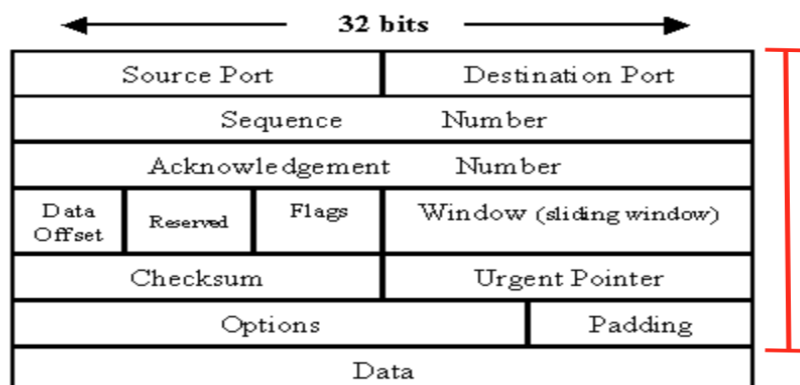 32 bits
Source Port Destination Port
Sequence Number
Acknowledgement Number
Data Offset Reserved Flags Window (sliding window)
Checksum Urgent Pointer
Options Padding
Data